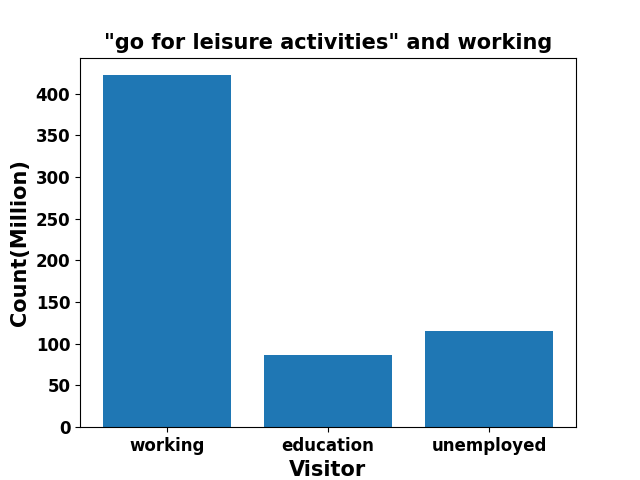 "go for leisure activities" and working
Count(Million)
400
350
300
250
200
150
100
50
0
working education unemployed
Visitor